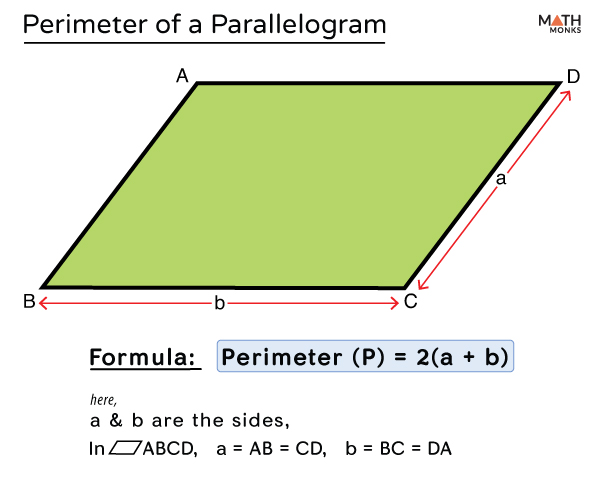 Perimeter of a Parallelogram
MATH
MONKS
A
D
a
B
b
C
Formula: Perimeter (P) = 2(a + b)
here,
a & b are the sides,
In ▱ABCD, a = AB = CD, b = BC = DA